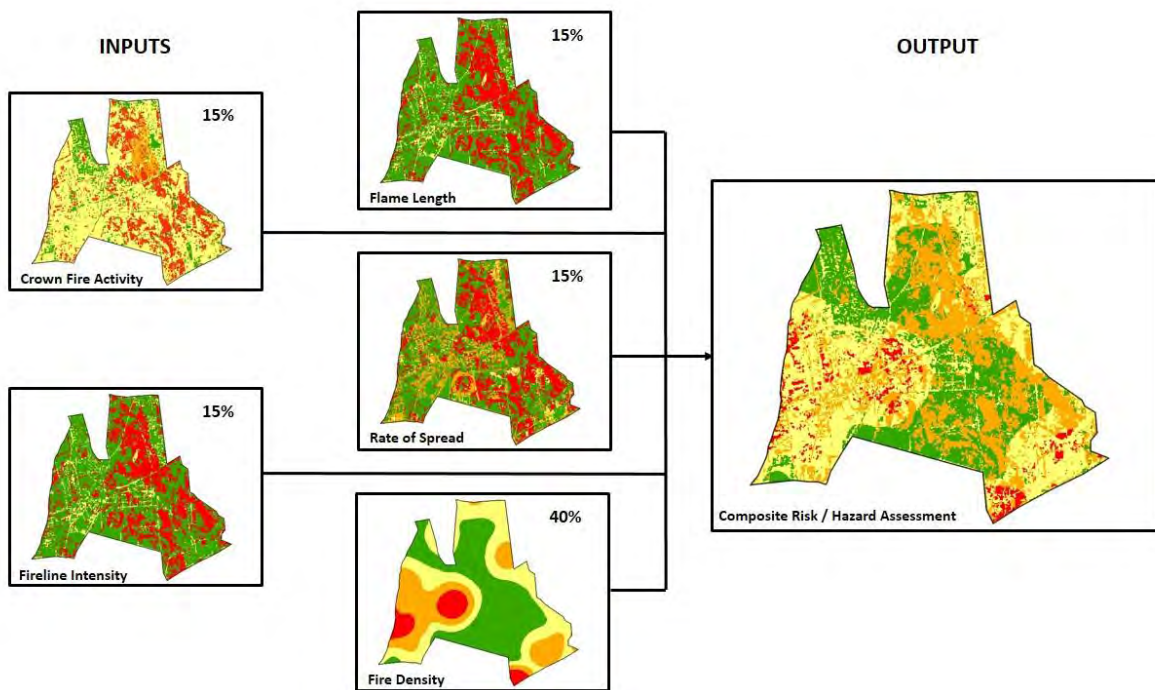 INPUTS
OUTPUT
15%
Crown Fire Activity
15%
Fireline Intensity
15%
Flame Length
15%
Rate of Spread
40%
Fire Density
Composite Risk / Hazard Assessment